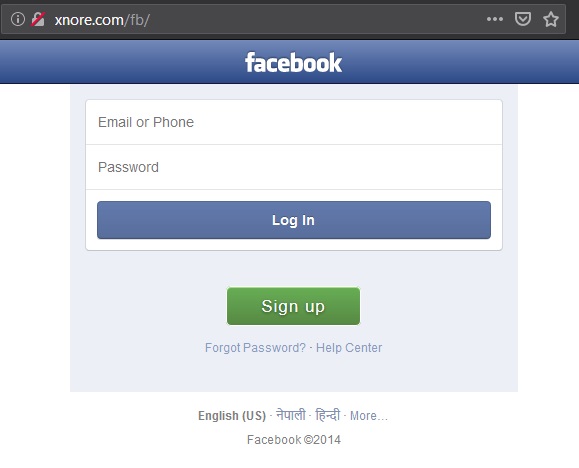 xnore.com/fb/
facebook
Email or Phone
Password
Log In
Sign up
Forgot Password? · Help Center
English (US) · नेपाली · हिन्दी · More...
Facebook ©2014